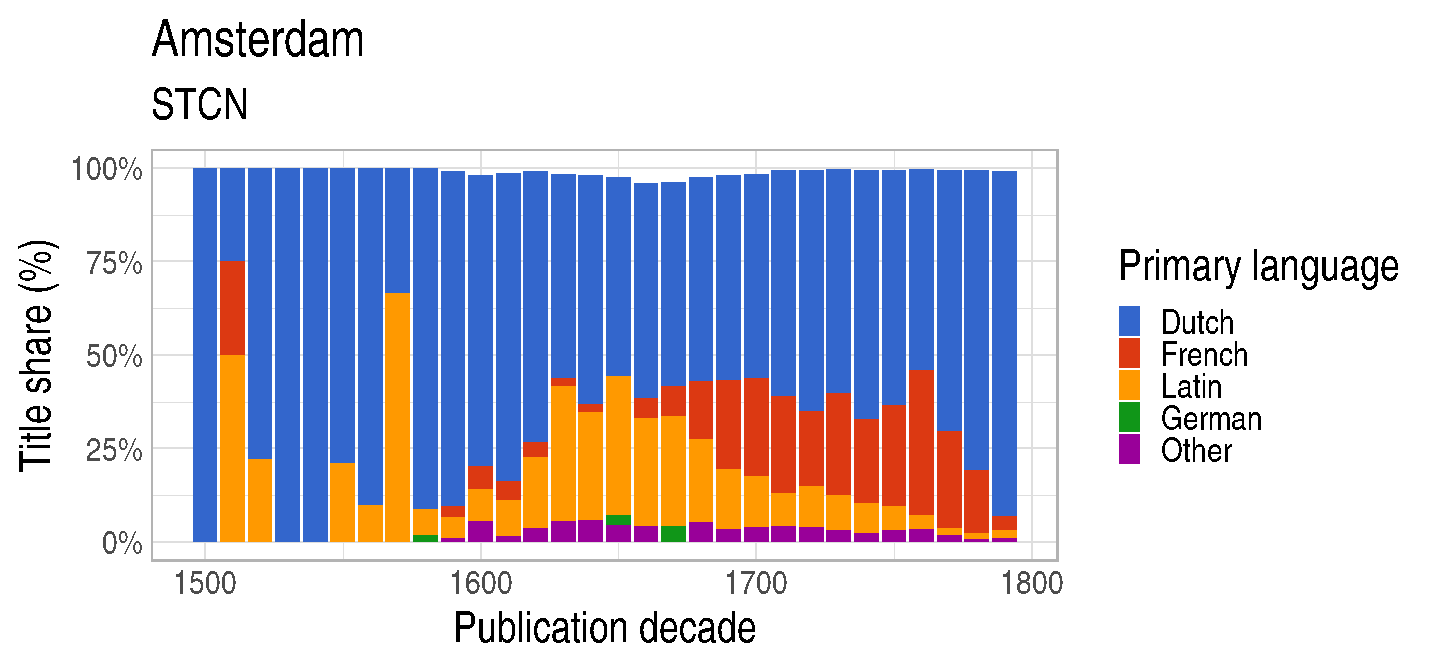 Amsterdam
STCN
100%
75%
50%
25%
0%
Title share (%)
1500
1600
1700
1800
Publication decade
Primary language
Dutch
French
Latin
German
Other